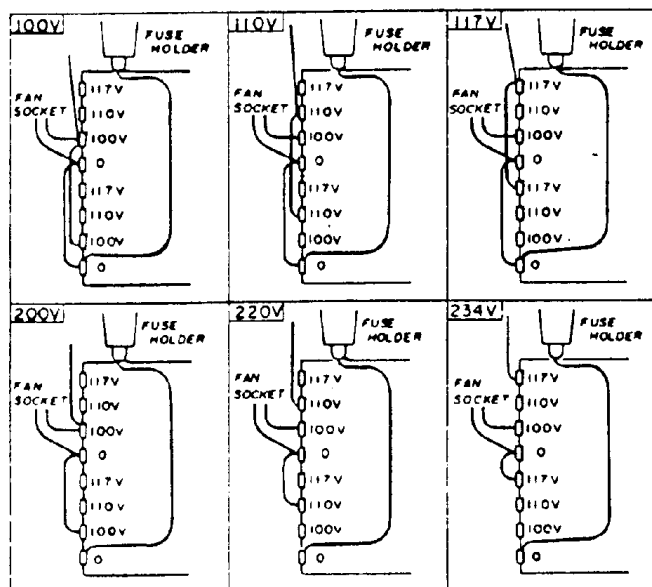 100V
FUSE
HOLDER
117V
110V
100V
0
117V
110V
100V
0
FAN
SOCKET
110V
FUSE
HOLDER
117V
110V
100V
0
117V
110V
100V
0
FAN
SOCKET
117V
FUSE
HOLDER
117V
110V
100V
0
117V
110V
100V
0
FAN
SOCKET
200V
FUSE
HOLDER
117V
110V
100V
0
117V
110V
100V
0
FAN
SOCKET
220V
FUSE
HOLDER
117V
110V
100V
0
117V
110V
100V
0
FAN
SOCKET
234V
FUSE
HOLDER
117V
110V
100V
0
117V
110V
100V
0
FAN
SOCKET